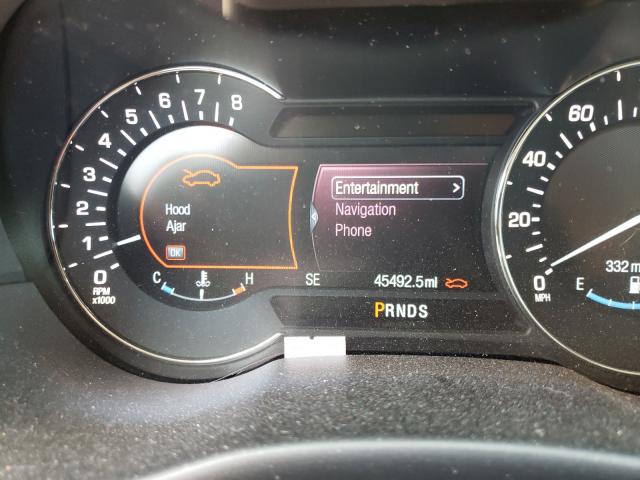 8
7
6
5
4
3
2
1
0
RPM
x1000
Hood
Ajar
OK
C H
Entertainment >
Navigation
Phone
SE 45492.5mi
PRNDS
60
40
20
0
MPH
332 m
E